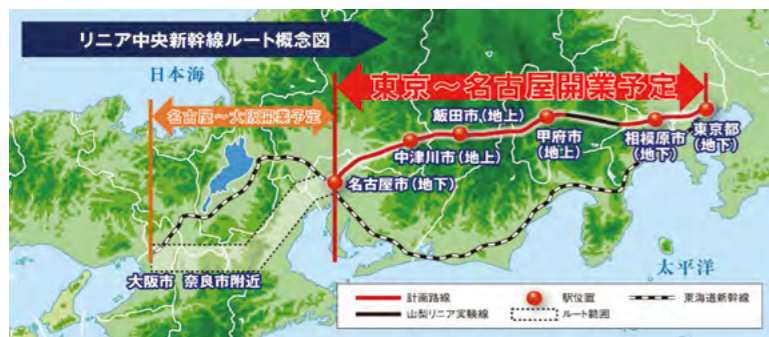 リニア中央新幹線ルート概念図
日本海
東京～名古屋開業予定
名古屋～大阪開業予定
飯田市(地上)
中津川市(地上)
甲府市
(地上)
相模原市
(地下)
東京都
(地下)
名古屋市(地下)
大阪市 奈良市附近
太平洋
計画路線
駅位置
東海道新幹線
山梨リニア実験線
ルート範囲